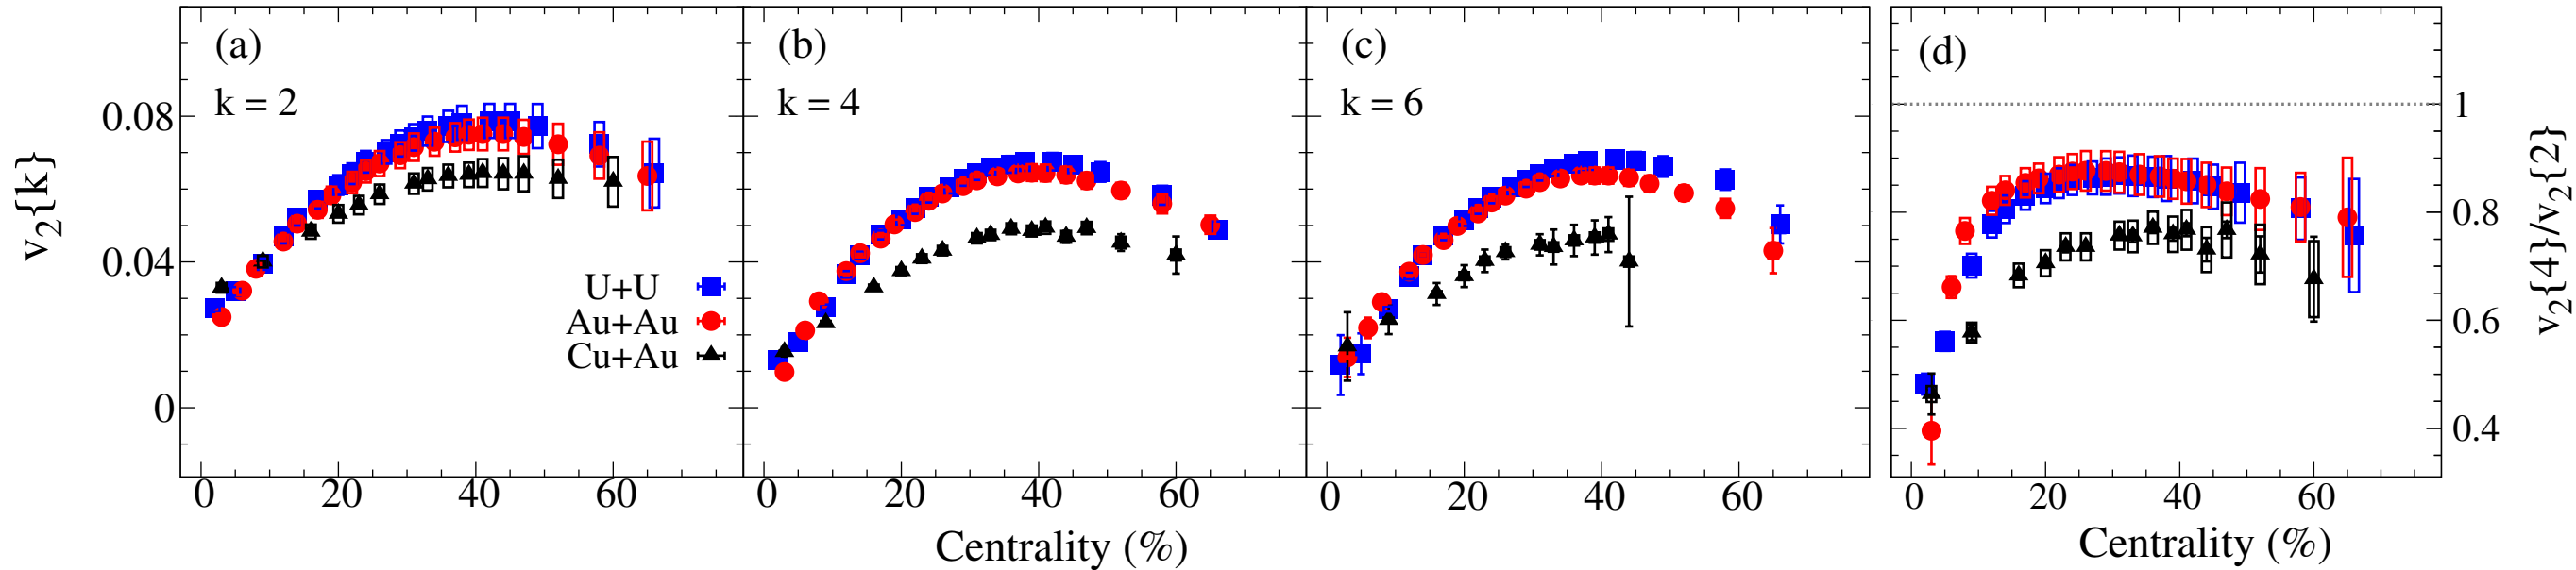 (a)
k = 2
(b)
k = 4
(c)
k = 6
(d)
v₂{k}
0.08
0.04
0
U+U
Au+Au
Cu+Au
1
0.8
0.6
0.4
v₂{4}/v₂{2}
0 20 40 60
0 20 40 60
0 20 40 60
0 20 40 60
Centrality (%)
Centrality (%)